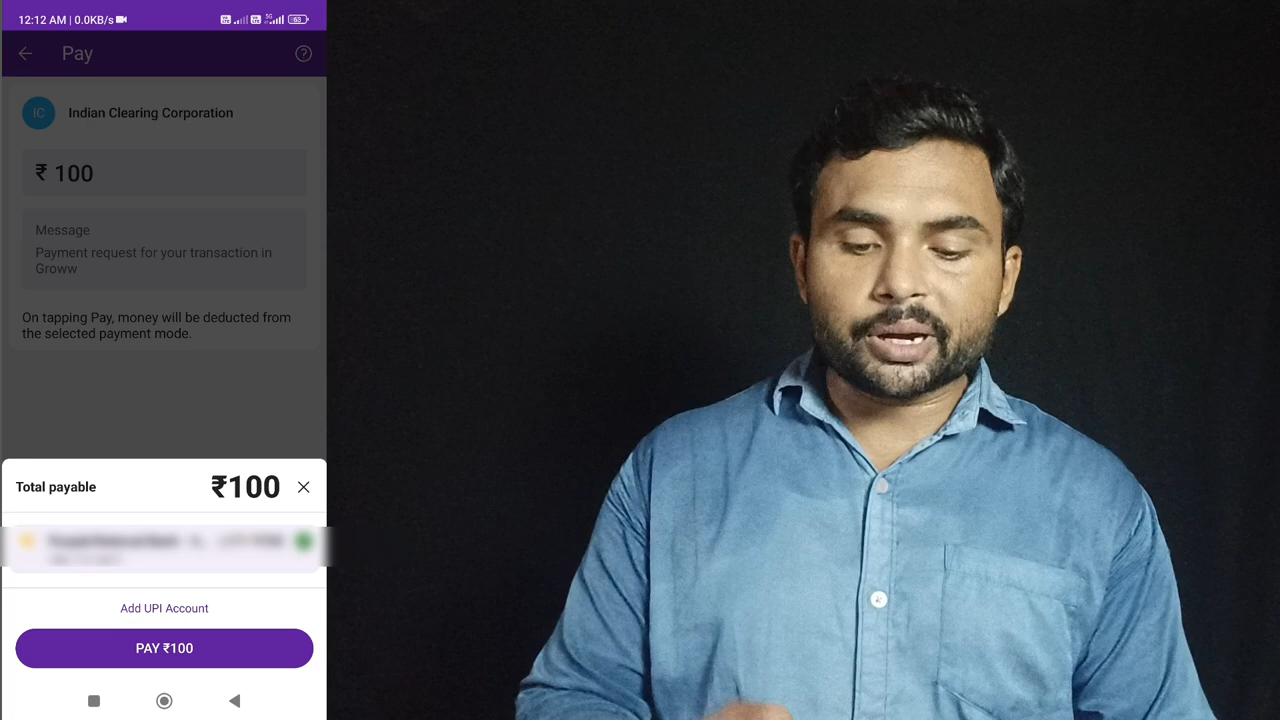 12:12 AM | 0.0KB/s
63
Pay
IC
Indian Clearing Corporation
₹ 100
Message
Payment request for your transaction in
Groww
On tapping Pay, money will be deducted from
the selected payment mode.
Total payable
₹100
Add UPI Account
PAY ₹100